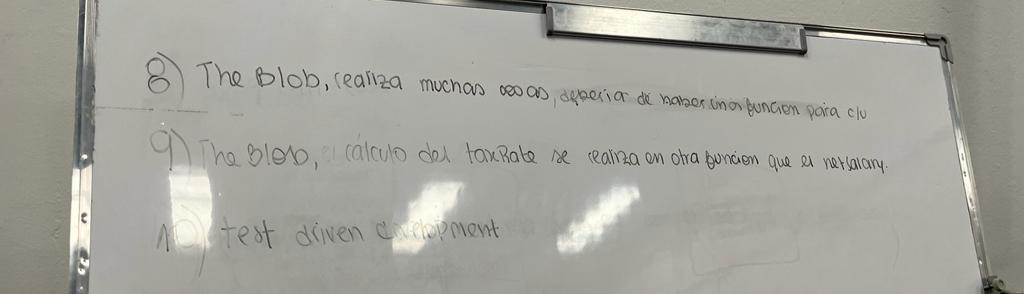 8) The Blob, realiza muchas cosas, deberia de haber una funcion para c/u
9) The Blob, el cálculo del taxRate se realiza en otra funcion que es netSalary.
10) test driven development